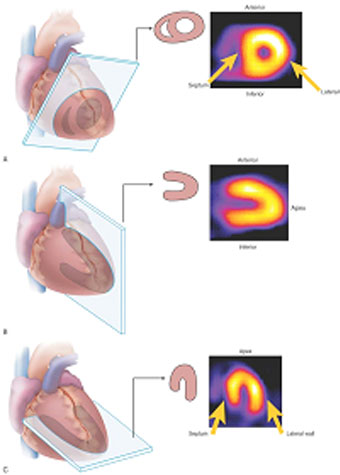 Anterior
Septum
Lateral
Inferior
A.
Anterior
Apex
Inferior
B
Apex
Septum
Lateral wall
C.